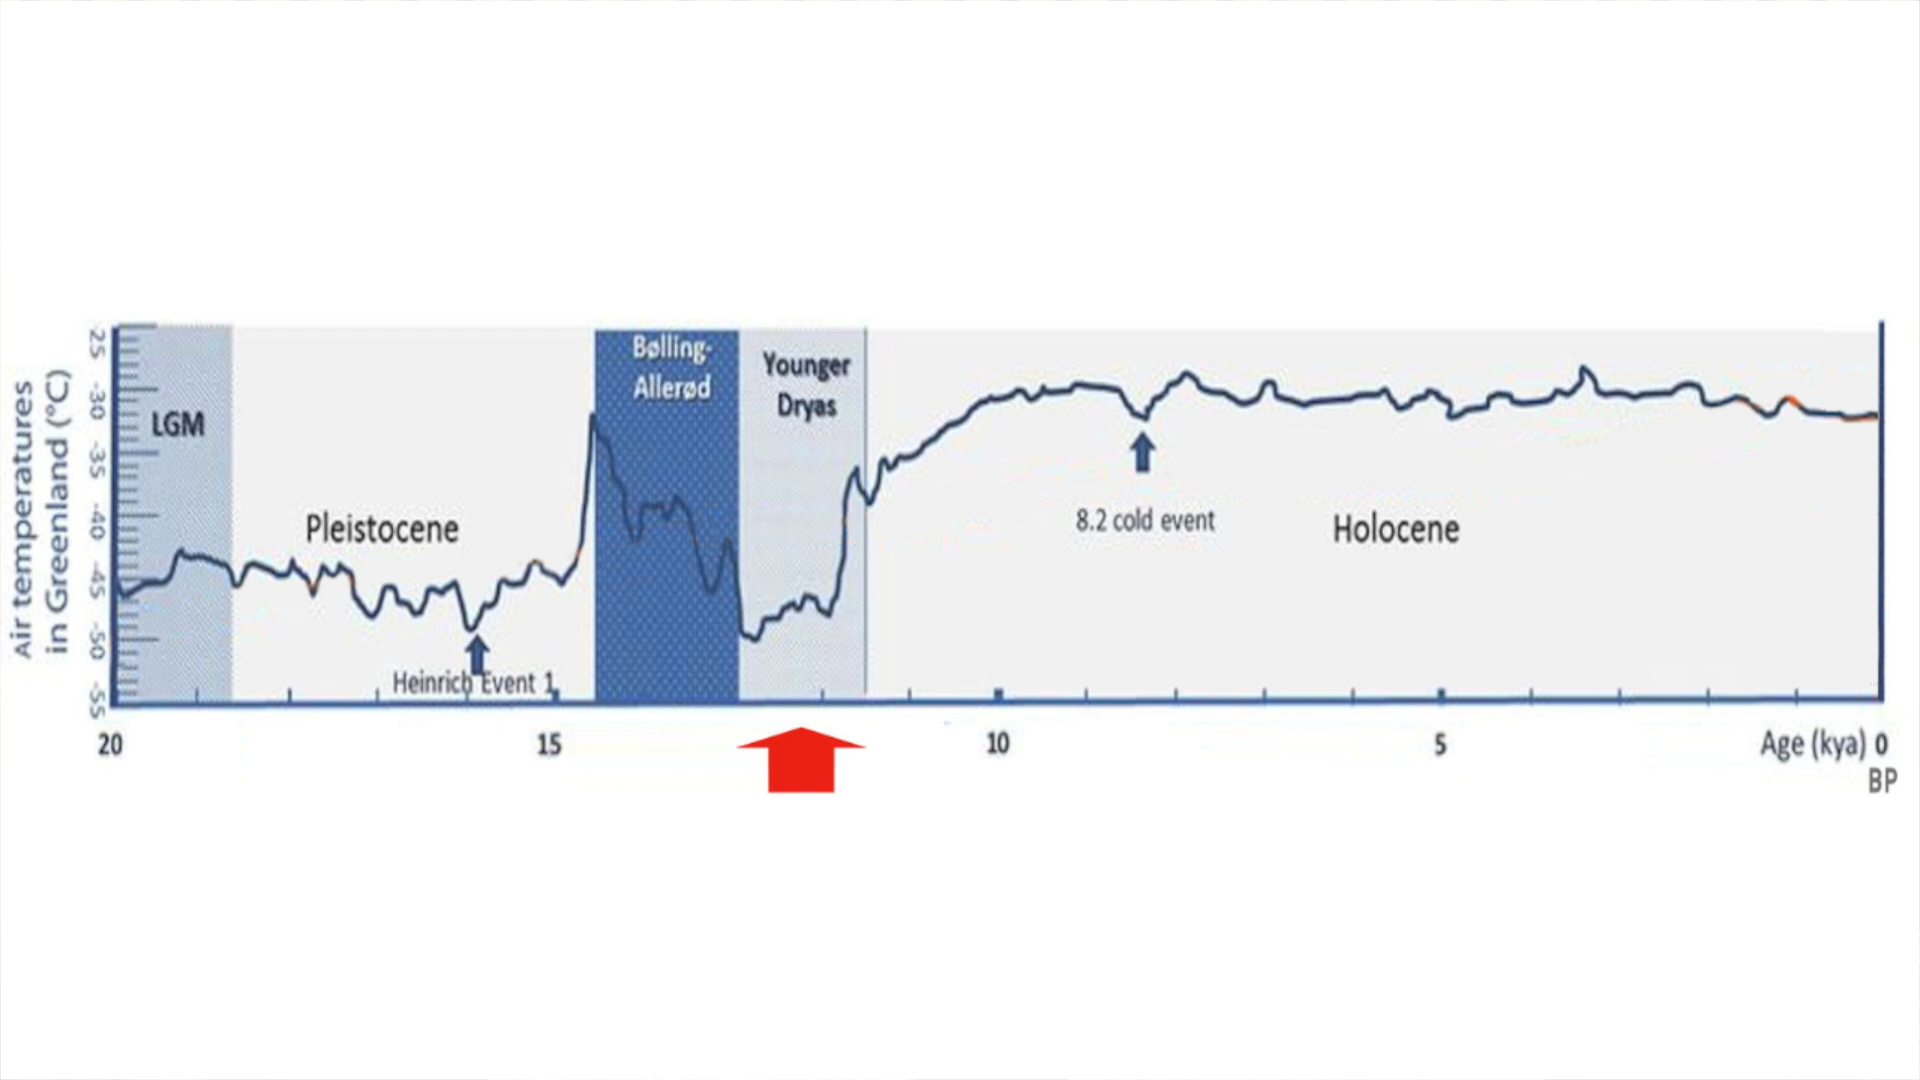 Air temperatures
in Greenland (°C)
-25
-30
-35
-40
-45
-50
-55
LGM
Pleistocene
Heinrich Event 1
Bølling-
Allerød
Younger
Dryas
8.2 cold event
Holocene
20
15
10
5
Age (kya) 0
BP